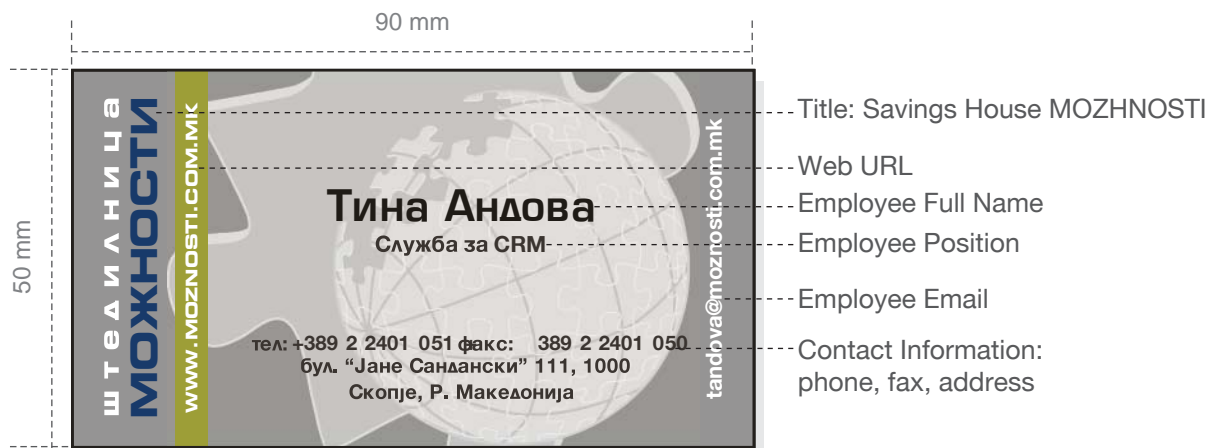 90 mm
50 mm
штедилница
МОЖНОСТИ
WWW.MOZNOSTI.COM.MK
Тина Андова
Служба за CRM
тел: +389 2 2401 051 факс: 389 2 2401 050
бул. “Јане Сандански” 111, 1000
Скопје, Р. Македонија
tandova@moznosti.com.mk
Title: Savings House MOZHNOSTI
Web URL
Employee Full Name
Employee Position
Employee Email
Contact Information:
phone, fax, address